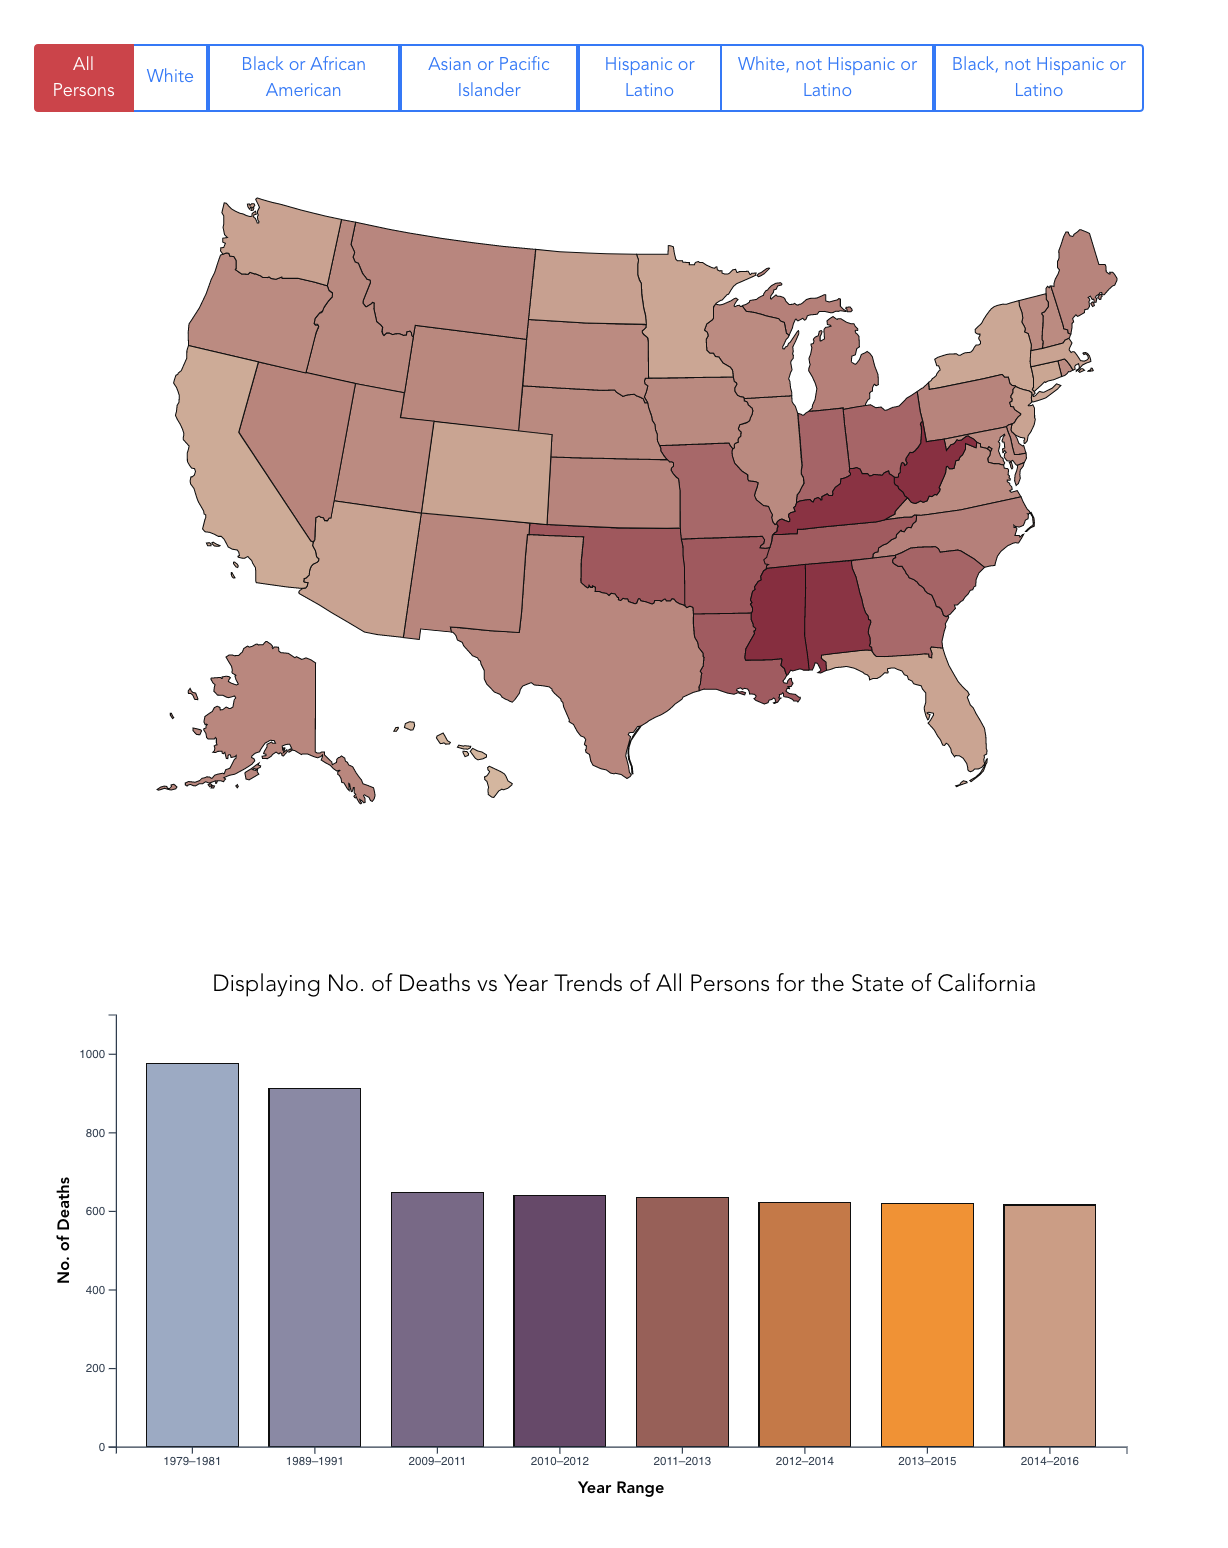 All
Persons
White
Black or African
American
Asian or Pacific
Islander
Hispanic or
Latino
White, not Hispanic or
Latino
Black, not Hispanic or
Latino
Displaying No. of Deaths vs Year Trends of All Persons for the State of California
No. of Deaths
1000
800
600
400
200
0
1979–1981
1989–1991
2009–2011
2010–2012
2011–2013
2012–2014
2013–2015
2014–2016
Year Range